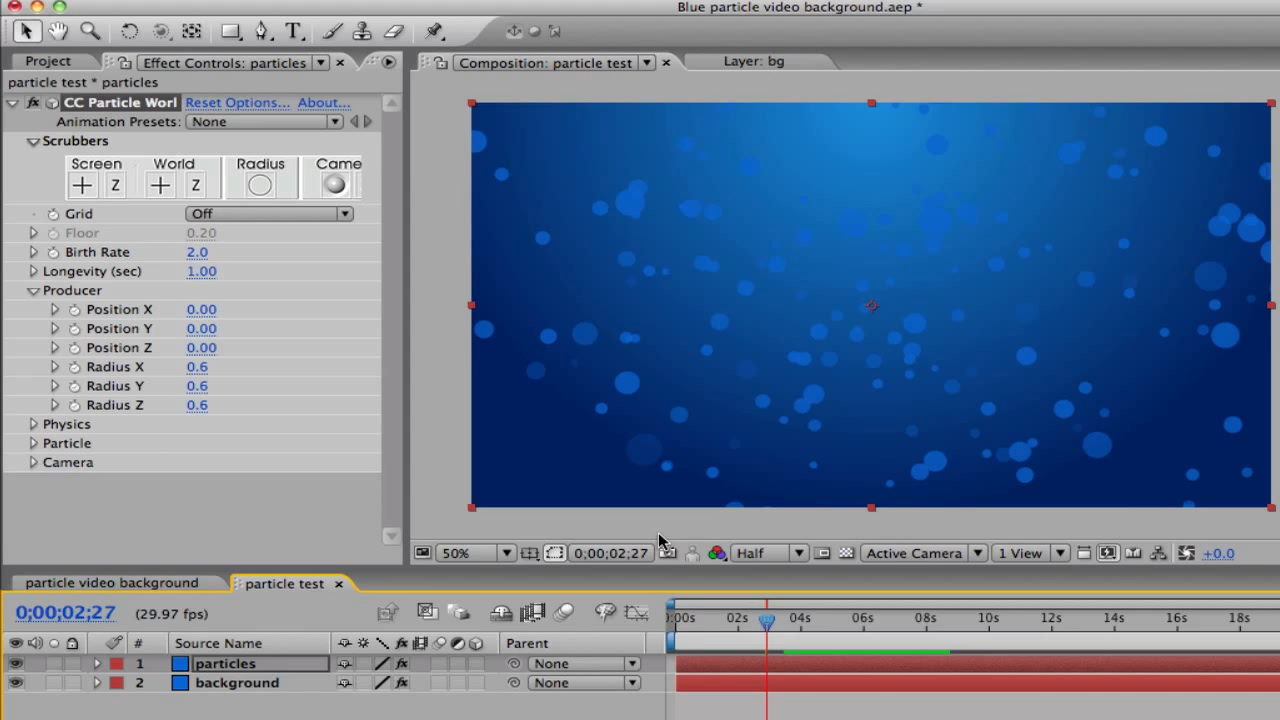 Blue particle video background.aep *
T
Project
Effect Controls: particles
Composition: particle test
Layer: bg
particle test * particles
fx CC Particle Worl Reset Options... About...
Animation Presets: None
Scrubbers
Screen World Radius Came
Z Z
Grid Off
Floor 0.20
Birth Rate 2.0
Longevity (sec) 1.00
Producer
Position X 0.00
Position Y 0.00
Position Z 0.00
Radius X 0.6
Radius Y 0.6
Radius Z 0.6
Physics
Particle
Camera
50% 0;00;02;27 Half Active Camera 1 View +0.0
particle video background particle test
0;00;02;27 (29.97 fps)
:00s 02s 04s 06s 08s 10s 12s 14s 16s 18s
# Source Name fx Parent
1 particles fx None
2 background fx None